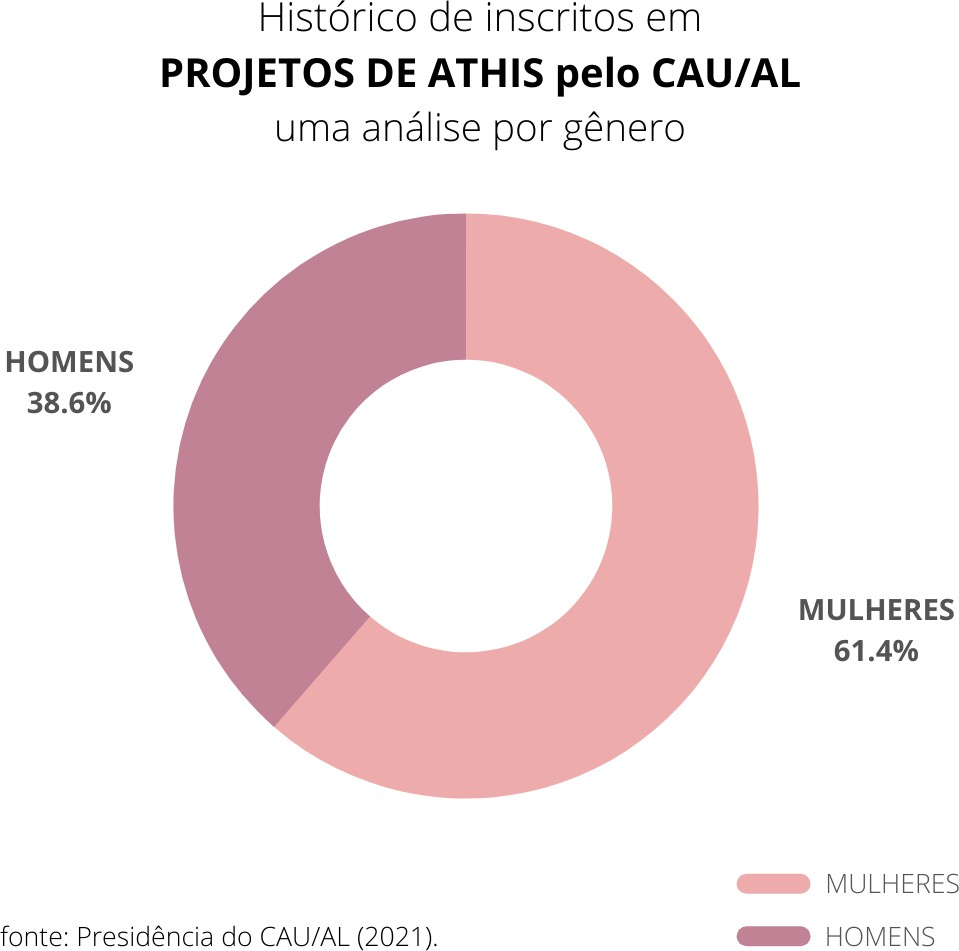 Histórico de inscritos em
PROJETOS DE ATHIS pelo CAU/AL
uma análise por gênero
HOMENS
38.6%
MULHERES
61.4%
MULHERES
HOMENS
fonte: Presidência do CAU/AL (2021).